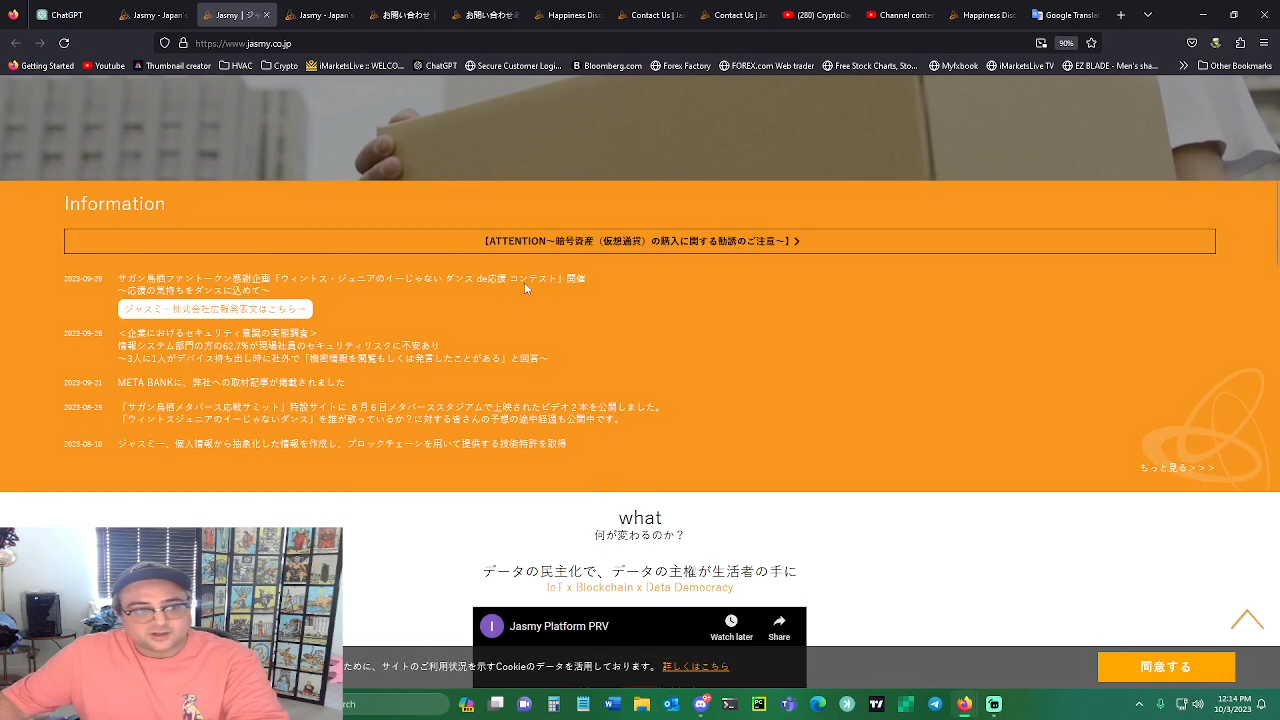 Jasmy |
お問い合せ
お問い合せ
Contact Us |
(280) CryptoD
Channel conten
Jasmy |
Happiness Disc
Google Translat
https://www.jasmy.co.jp
90%
Getting Started
Youtube
Thumbnail creator
HVAC
Crypto
iMarketsLive :: WELCO...
ChatGPT
Secure Customer Logi...
Bloomberg.com
Forex Factory
FOREX.com Web trader
Free Stock Charts, Sto...
Myfxbook
iMarketsLive TV
EZ BLADE - Men's sha...
Other Bookmarks
Information
【ATTENTION～暗号資産（仮想通貨）の購入に関する勧誘のご注意～】
2023-09-29
サガン鳥栖ファントークン感謝企画「ウィントス・ジュニアのイーじゃない ダンス de応援 コンテスト」開催
～応援の気持ちをダンスに込めて～
ジャスミー株式会社広報発表文はこちら→
2023-09-28
＜企業におけるセキュリティ意識の実態調査＞
情報システム部門の方の62.7%が現場社員のセキュリティリスクに不安あり
～3人に1人がデバイス持ち出し時に社外で「機密情報を閲覧もしくは発言したことがある」と回答～
2023-09-21
META BANKに、弊社への取材記事が掲載されました
2023-08-29
「サガン鳥栖メタバース応戦サミット」特設サイトに ８月６日メタバーススタジアムで上映されたビデオ２本を公開しました。
「ウィントスジュニアのイーじゃないダンス」を誰が歌っているか？に対する皆さんの予想の途中経過も公開中です。
2023-08-10
ジャスミー、個人情報から抽象化した情報を作成し、ブロックチェーンを用いて提供する技術特許を取得
もっと見る＞＞＞
what
何が変わるのか？
データの民主化で、データの主権が生活者の手に
IoT x Blockchain x Data Democracy
I
Jasmy Platform PRV
Watch later
Share
ために、サイトのご利用状況を示すCookieのデータを活用しております。 詳しくはこちら
同意する
rch
12:14 PM
10/3/2023